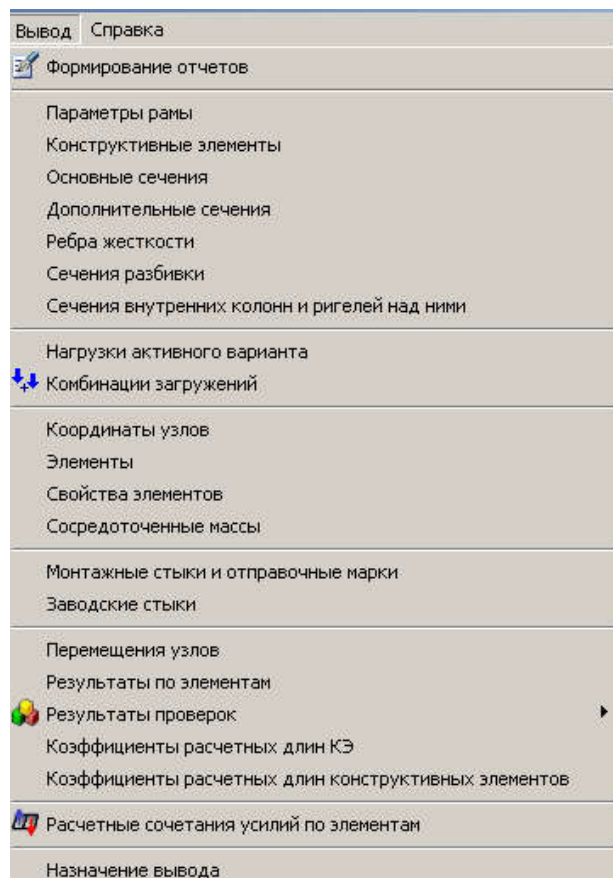 Вывод Справка
Формирование отчетов
Параметры рамы
Конструктивные элементы
Основные сечения
Дополнительные сечения
Ребра жесткости
Сечения разбивки
Сечения внутренних колонн и ригелей над ними
Нагрузки активного варианта
Комбинации загружений
Координаты узлов
Элементы
Свойства элементов
Сосредоточенные массы
Монтажные стыки и отправочные марки
Заводские стыки
Перемещения узлов
Результаты по элементам
Результаты проверок
Коэффициенты расчетных длин КЭ
Коэффициенты расчетных длин конструктивных элементов
Расчетные сочетания усилий по элементам
Назначение вывода